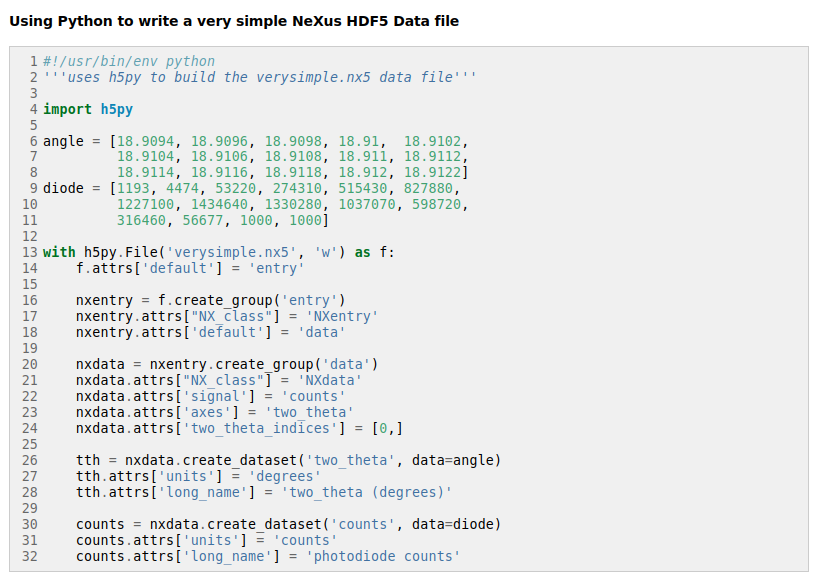 Using Python to write a very simple NeXus HDF5 Data file
1 #!/usr/bin/env python
2 '''uses h5py to build the verysimple.nx5 data file'''
3
4 import h5py
5
6 angle = [18.9094, 18.9096, 18.9098, 18.91,  18.9102,
7          18.9104, 18.9106, 18.9108, 18.911, 18.9112,
8          18.9114, 18.9116, 18.9118, 18.912, 18.9122]
9 diode = [1193, 4474, 53220, 274310, 515430, 827880,
10          1227100, 1434640, 1330280, 1037070, 598720,
11          316460, 56677, 1000, 1000]
12
13 with h5py.File('verysimple.nx5', 'w') as f:
14     f.attrs['default'] = 'entry'
15
16     nxentry = f.create_group('entry')
17     nxentry.attrs["NX_class"] = 'NXentry'
18     nxentry.attrs['default'] = 'data'
19
20     nxdata = nxentry.create_group('data')
21     nxdata.attrs["NX_class"] = 'NXdata'
22     nxdata.attrs['signal'] = 'counts'
23     nxdata.attrs['axes'] = 'two_theta'
24     nxdata.attrs['two_theta_indices'] = [0,]
25
26     tth = nxdata.create_dataset('two_theta', data=angle)
27     tth.attrs['units'] = 'degrees'
28     tth.attrs['long_name'] = 'two_theta (degrees)'
29
30     counts = nxdata.create_dataset('counts', data=diode)
31     counts.attrs['units'] = 'counts'
32     counts.attrs['long_name'] = 'photodiode counts'